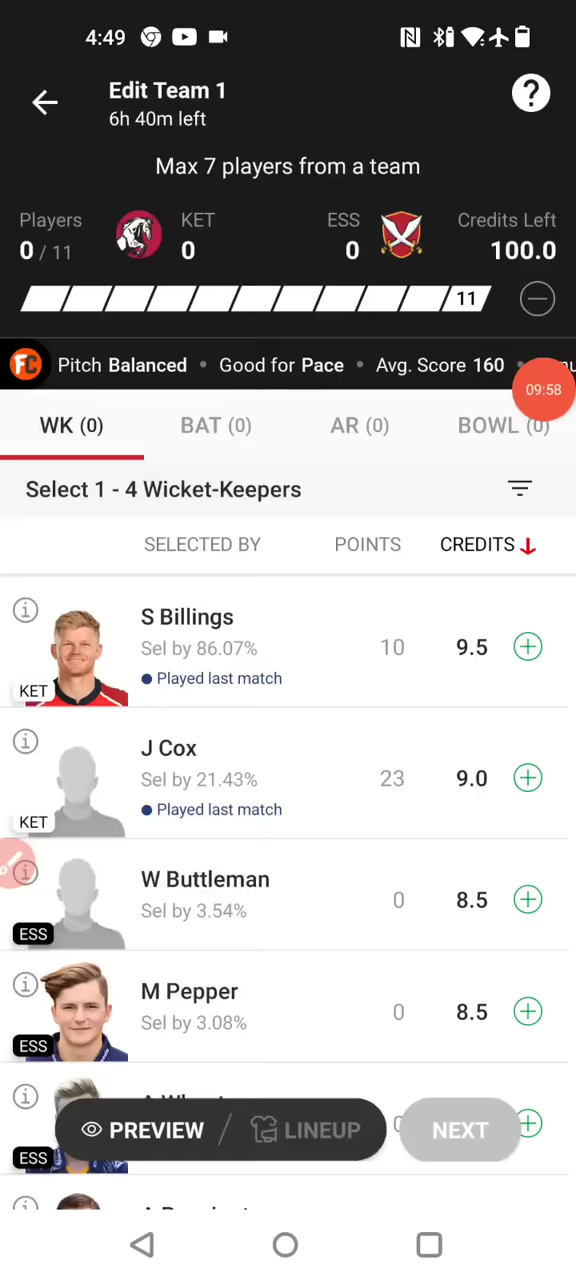 4:49
Edit Team 1
6h 40m left
?
Max 7 players from a team
Players
0 / 11
KET
0
ESS
0
Credits Left
100.0
11
FC Pitch Balanced • Good for Pace • Avg. Score 160 •
09:58
WK (0) BAT (0) AR (0) BOWL (0)
Select 1 - 4 Wicket-Keepers
SELECTED BY POINTS CREDITS
S Billings
Sel by 86.07% 10 9.5
Played last match
KET
J Cox
Sel by 21.43% 23 9.0
Played last match
KET
W Buttleman
Sel by 3.54% 0 8.5
ESS
M Pepper
Sel by 3.08% 0 8.5
ESS
PREVIEW / LINEUP NEXT
ESS